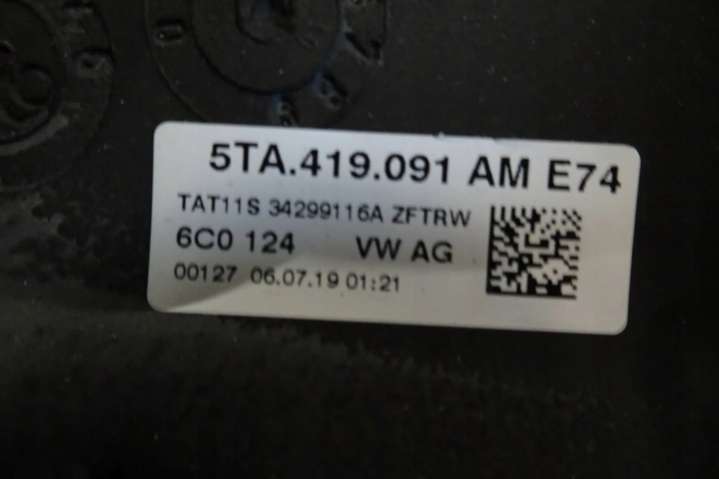 5TA.419.091 AM E74
TAT11S 34299116A ZFTRW
6C0 124 VW AG
00127 06.07.19 01:21